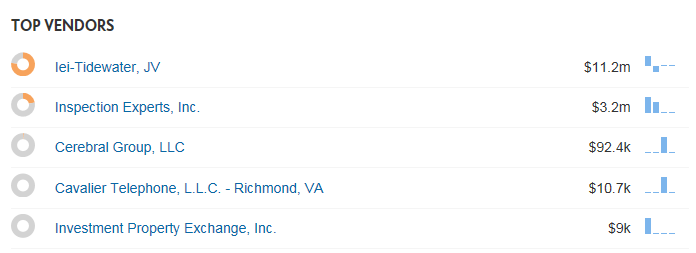 TOP VENDORS
Iei-Tidewater, JV $11.2m
Inspection Experts, Inc. $3.2m
Cerebral Group, LLC $92.4k
Cavalier Telephone, L.L.C. - Richmond, VA $10.7k
Investment Property Exchange, Inc. $9k